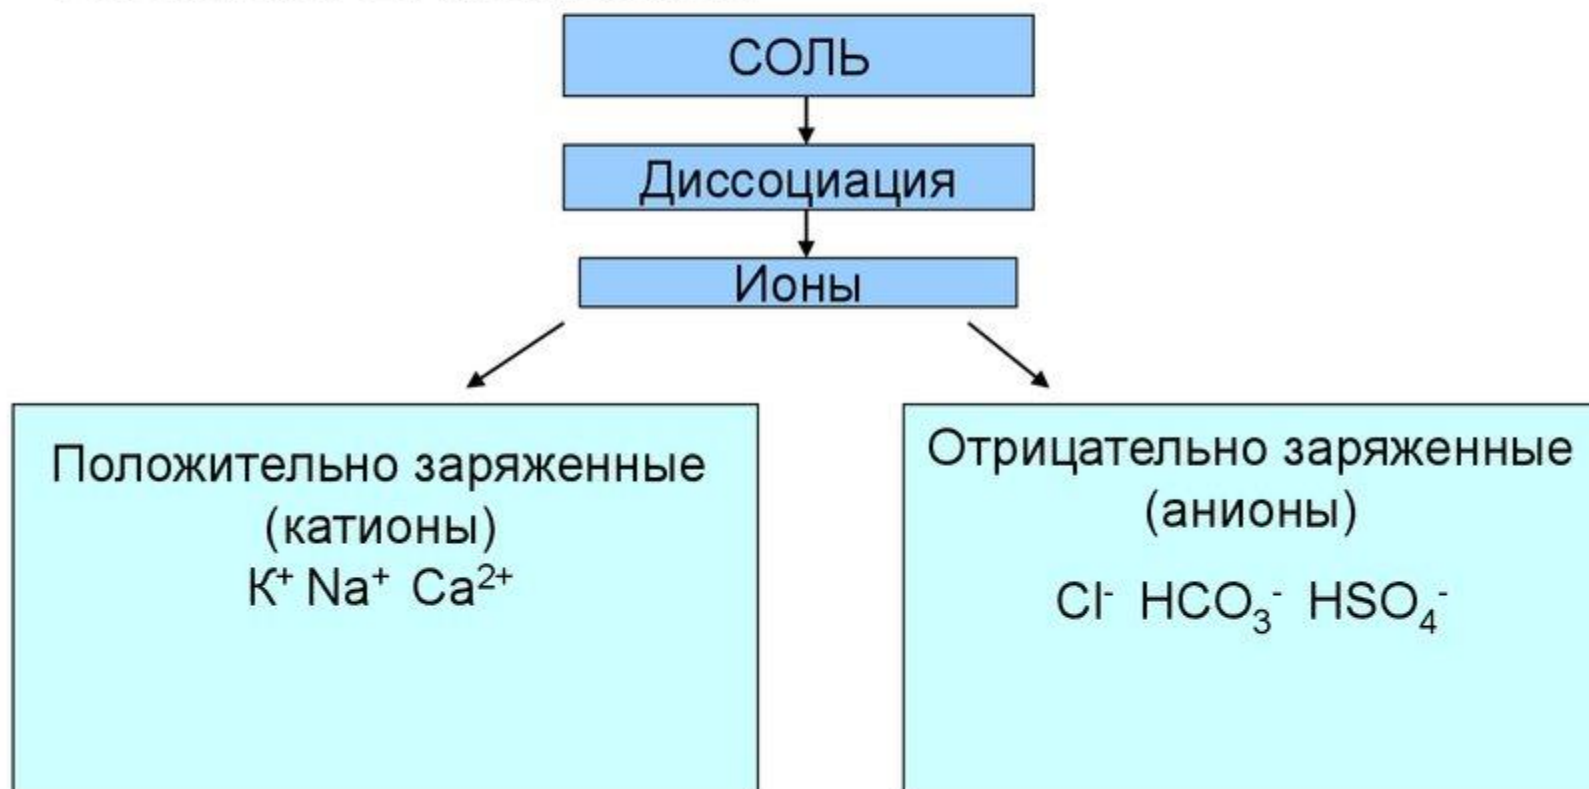 СОЛЬ
Диссоциация
Ионы
Положительно заряженные
(катионы)
K⁺ Na⁺ Ca²⁺
Отрицательно заряженные
(анионы)
Cl⁻ HCO₃⁻ HSO₄⁻